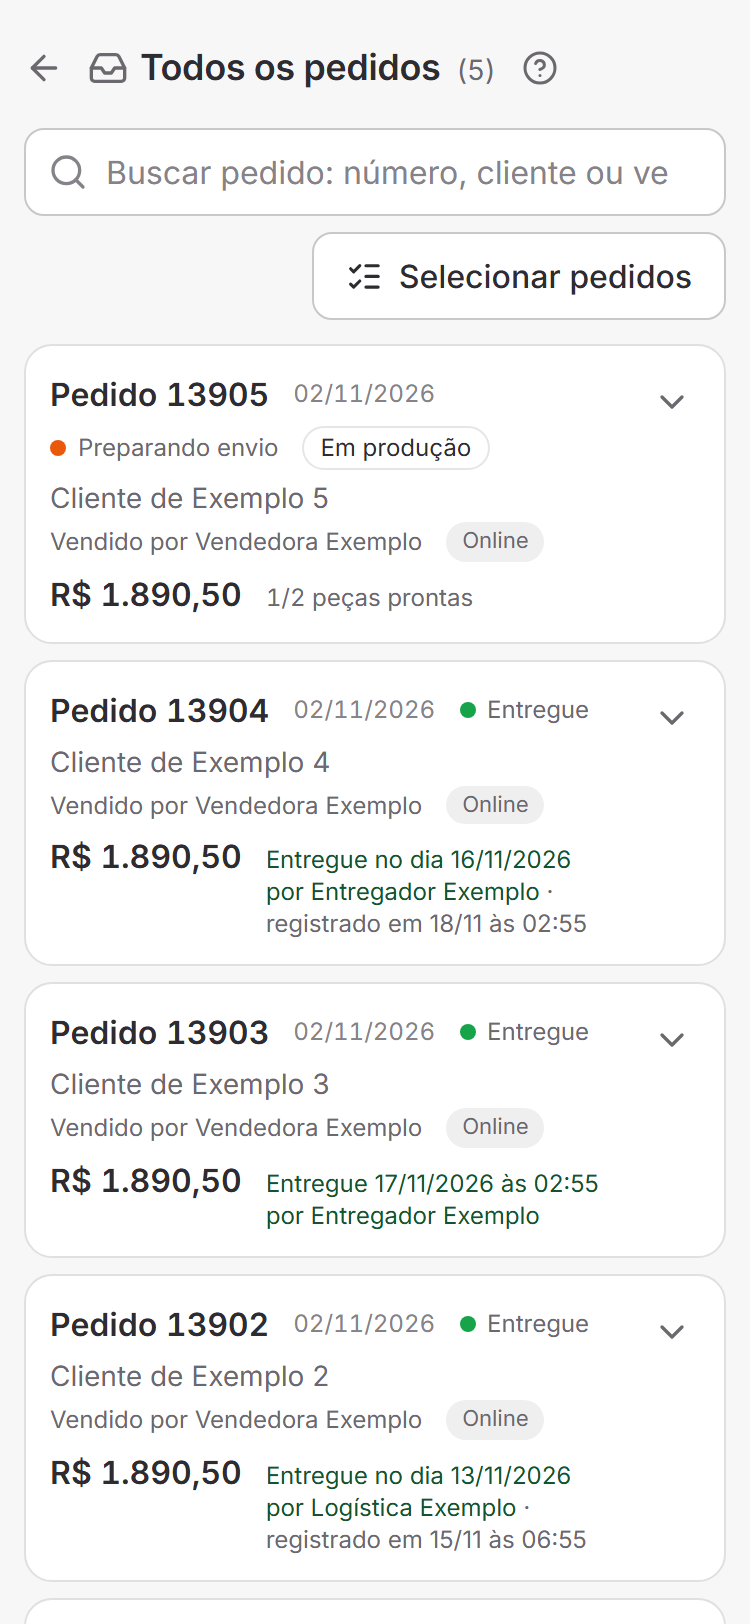 Todos os pedidos (5)
Buscar pedido: número, cliente ou ve
Selecionar pedidos
Pedido 13905 02/11/2026
Preparando envio Em produção
Cliente de Exemplo 5
Vendido por Vendedora Exemplo Online
R$ 1.890,50 1/2 peças prontas
Pedido 13904 02/11/2026 Entregue
Cliente de Exemplo 4
Vendido por Vendedora Exemplo Online
R$ 1.890,50 Entregue no dia 16/11/2026
por Entregador Exemplo ·
registrado em 18/11 às 02:55
Pedido 13903 02/11/2026 Entregue
Cliente de Exemplo 3
Vendido por Vendedora Exemplo Online
R$ 1.890,50 Entregue 17/11/2026 às 02:55
por Entregador Exemplo
Pedido 13902 02/11/2026 Entregue
Cliente de Exemplo 2
Vendido por Vendedora Exemplo Online
R$ 1.890,50 Entregue no dia 13/11/2026
por Logística Exemplo ·
registrado em 15/11 às 06:55